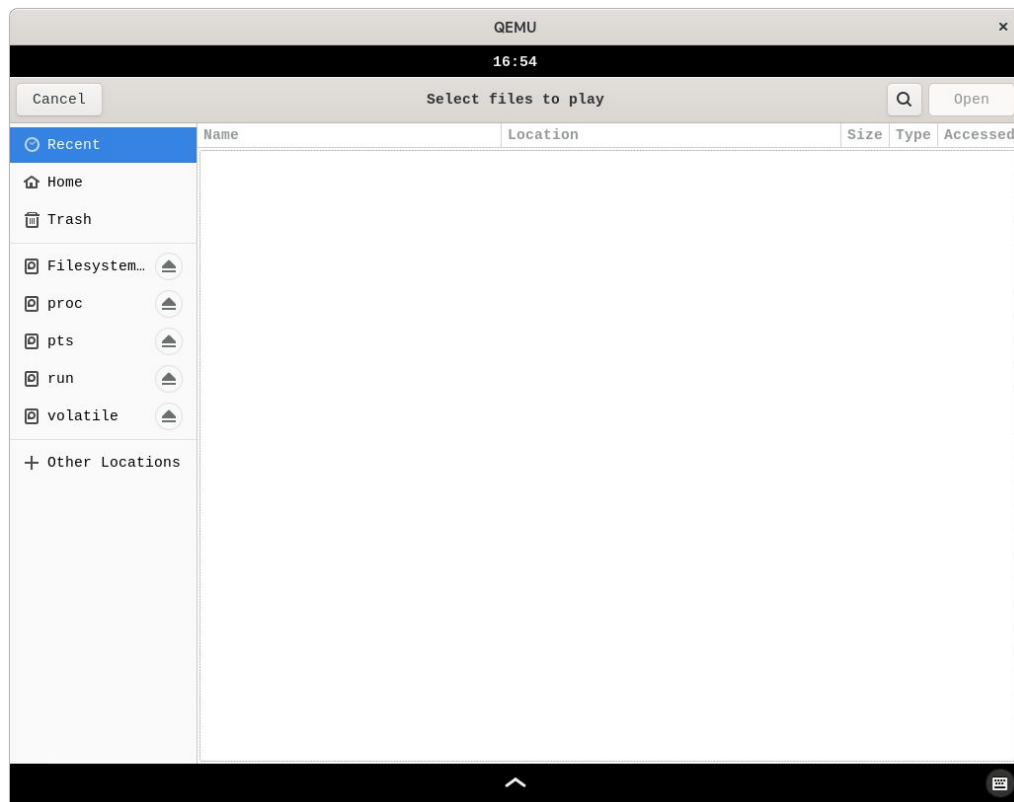 QEMU
16:54
Cancel Select files to play Open
Name Location Size Type Accessed
Recent
Home
Trash
Filesystem…
proc
pts
run
volatile
Other Locations